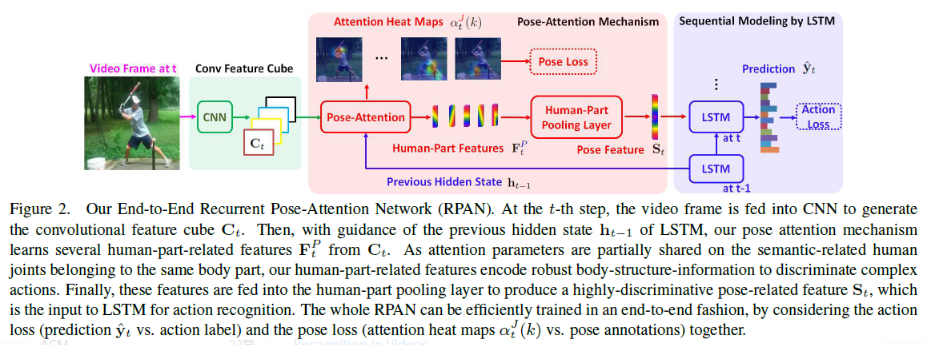 Attention Heat Maps α_t^J(k)
Pose-Attention Mechanism
Sequential Modeling by LSTM
Video Frame at t
Conv Feature Cube
...
Pose Loss
Prediction ŷ_t
CNN
C_t
Pose-Attention
Human-Part
Pooling Layer
LSTM
at t
Action
Loss
Human-Part Features F_t^P
Pose Feature S_t
LSTM
Previous Hidden State h_{t−1}
at t-1
Figure 2. Our End-to-End Recurrent Pose-Attention Network (RPAN). At the t-th step, the video frame is fed into CNN to generate
the convolutional feature cube C_t. Then, with guidance of the previous hidden state h_{t−1} of LSTM, our pose attention mechanism
learns several human-part-related features F_t^P from C_t. As attention parameters are partially shared on the semantic-related human
joints belonging to the same body part, our human-part-related features encode robust body-structure-information to discriminate complex
actions. Finally, these features are fed into the human-part pooling layer to produce a highly-discriminative pose-related feature S_t, which
is the input to LSTM for action recognition. The whole RPAN can be efficiently trained in an end-to-end fashion, by considering the action
loss (prediction ŷ_t vs. action label) and the pose loss (attention heat maps α_t^J(k) vs. pose annotations) together.